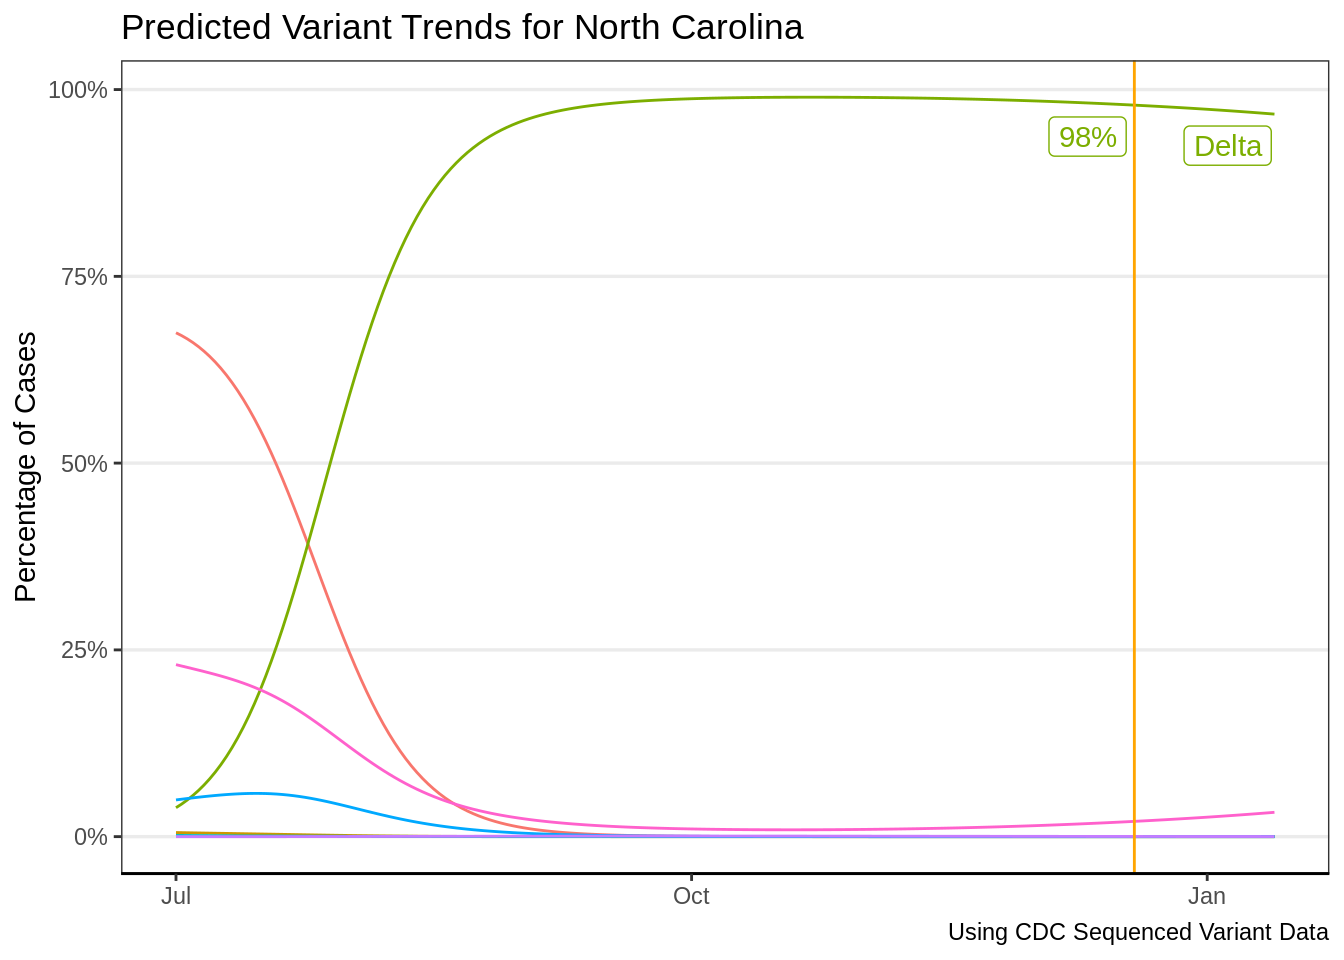 Predicted Variant Trends for North Carolina
Percentage of Cases
100%
75%
50%
25%
0%
98%
Delta
Jul
Oct
Jan
Using CDC Sequenced Variant Data